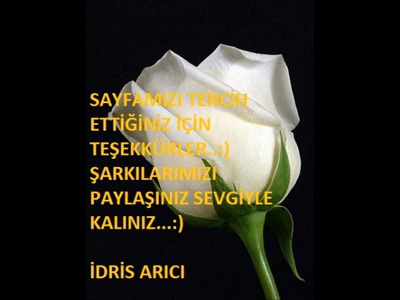 SAYFAMIZI TERCİH
ETTİĞİNİZ İÇİN
TEŞEKKÜRLER..:)
ŞARKILARIMIZI
PAYLAŞINIZ SEVGİYLE
KALINIZ...:)
İDRİS ARICI